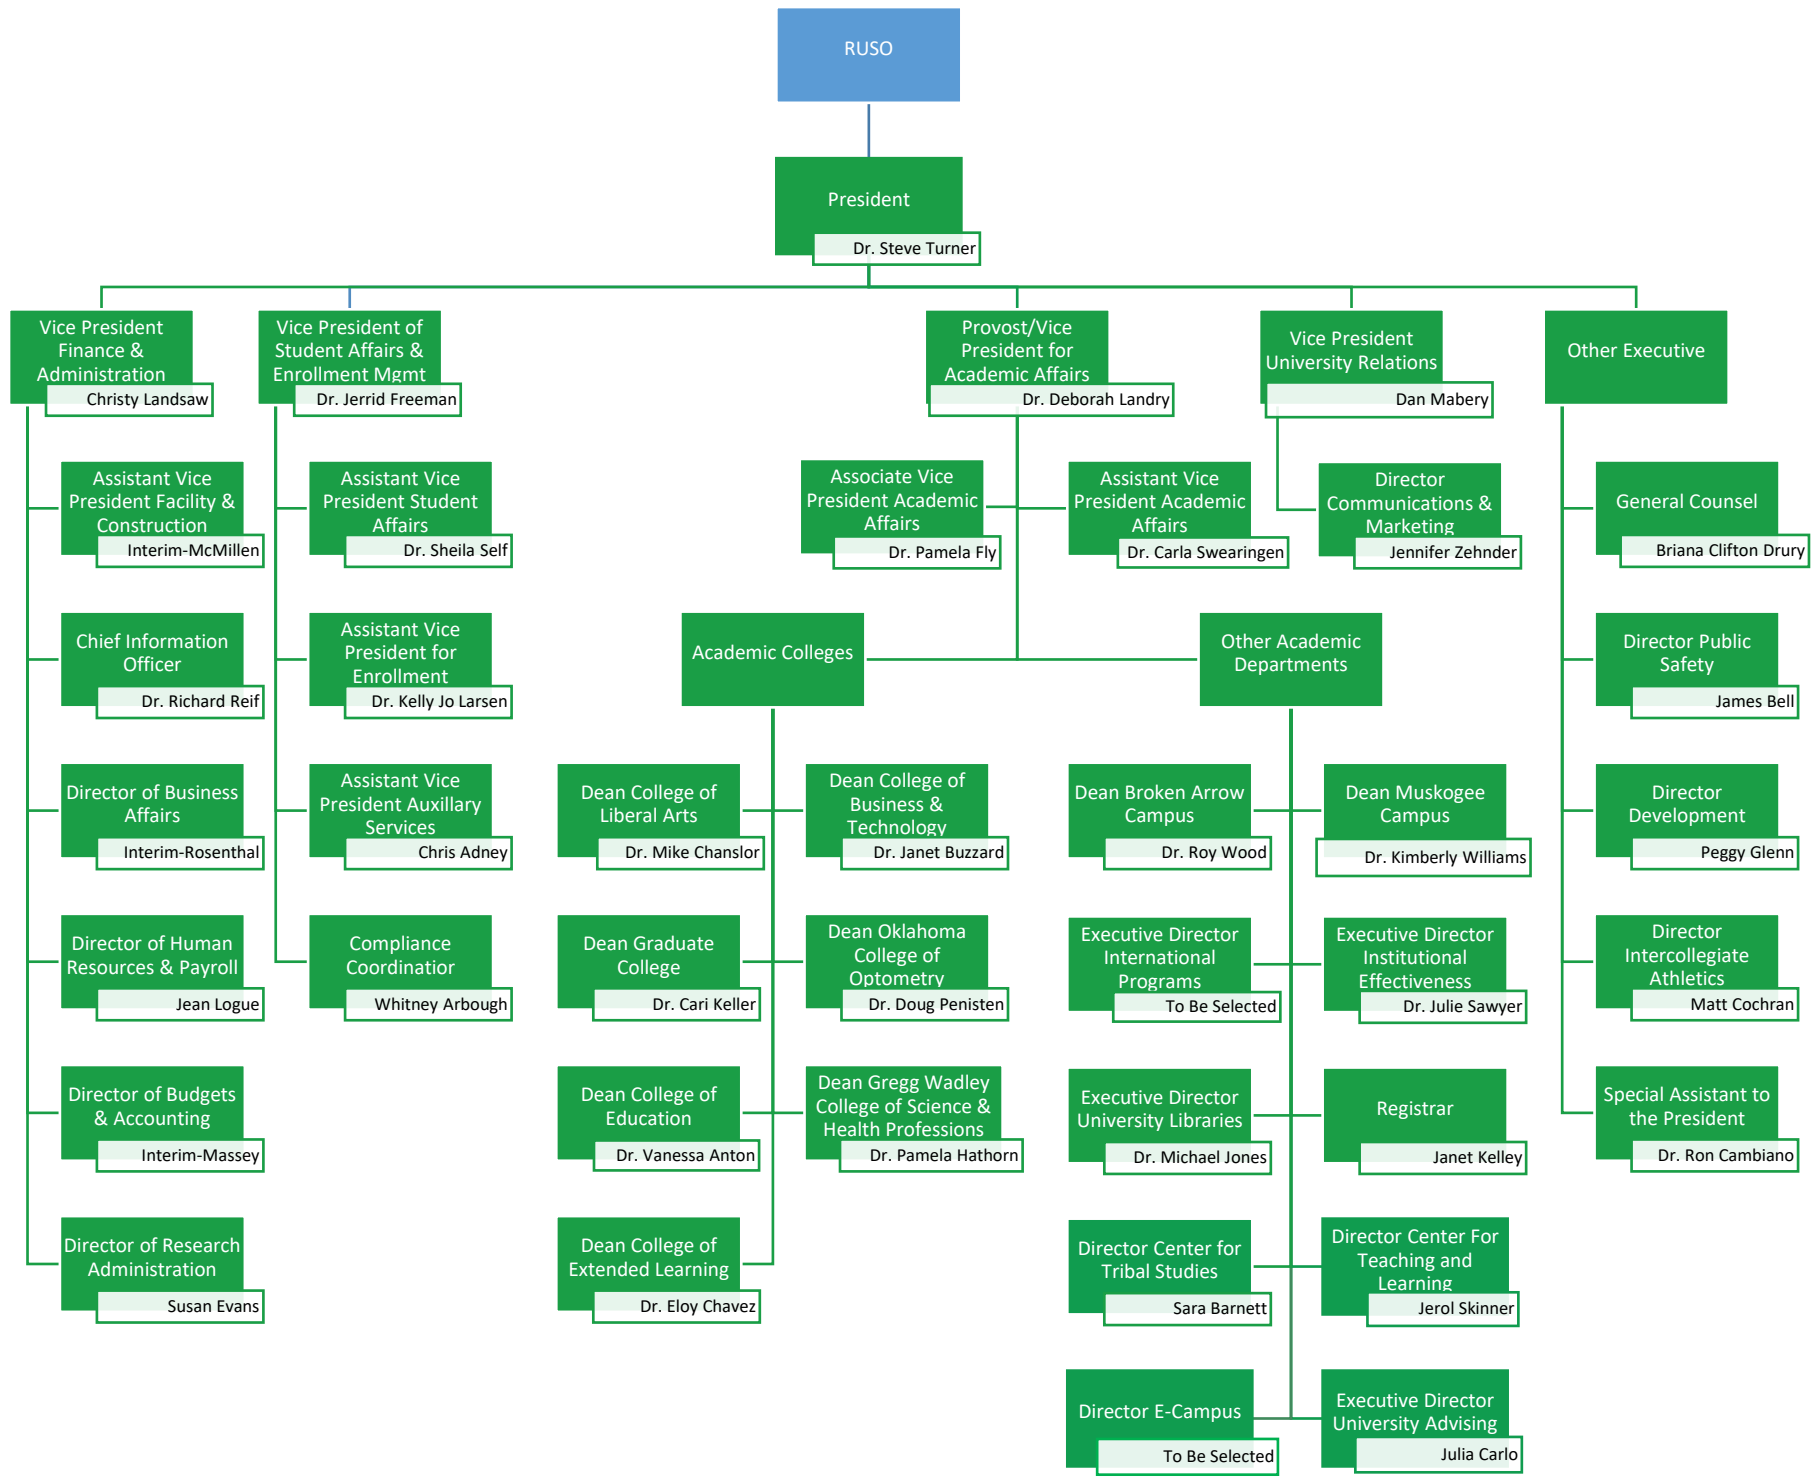 RUSO
President
Dr. Steve Turner
Vice President
Finance &
Administration
Christy Landsaw
Vice President of
Student Affairs &
Enrollment Mgmt
Dr. Jerrid Freeman
Provost/Vice
President for
Academic Affairs
Dr. Deborah Landry
Vice President
University Relations
Dan Mabery
Other Executive
Assistant Vice
President Facility &
Construction
Interim-McMillen
Assistant Vice
President Student
Affairs
Dr. Sheila Self
Associate Vice
President Academic
Affairs
Dr. Pamela Fly
Assistant Vice
President Academic
Affairs
Dr. Carla Swearingen
Director
Communications &
Marketing
Jennifer Zehnder
General Counsel
Briana Clifton Drury
Chief Information
Officer
Dr. Richard Reif
Assistant Vice
President for
Enrollment
Dr. Kelly Jo Larsen
Academic Colleges
Other Academic
Departments
Director Public
Safety
James Bell
Director of Business
Affairs
Interim-Rosenthal
Assistant Vice
President Auxillary
Services
Chris Adney
Dean College of
Liberal Arts
Dr. Mike Chanslor
Dean College of
Business &
Technology
Dr. Janet Buzzard
Dean Broken Arrow
Campus
Dr. Roy Wood
Dean Muskogee
Campus
Dr. Kimberly Williams
Director
Development
Peggy Glenn
Director of Human
Resources & Payroll
Jean Logue
Compliance
Coordinatior
Whitney Arbough
Dean Graduate
College
Dr. Cari Keller
Dean Oklahoma
College of
Optometry
Dr. Doug Penisten
Executive Director
International
Programs
To Be Selected
Executive Director
Institutional
Effectiveness
Dr. Julie Sawyer
Director
Intercollegiate
Athletics
Matt Cochran
Director of Budgets
& Accounting
Interim-Massey
Dean College of
Education
Dr. Vanessa Anton
Dean Gregg Wadley
College of Science &
Health Professions
Dr. Pamela Hathorn
Executive Director
University Libraries
Dr. Michael Jones
Registrar
Janet Kelley
Special Assistant to
the President
Dr. Ron Cambiano
Director of Research
Administration
Susan Evans
Dean College of
Extended Learning
Dr. Eloy Chavez
Director Center for
Tribal Studies
Sara Barnett
Director Center For
Teaching and
Learning
Jerol Skinner
Director E-Campus
To Be Selected
Executive Director
University Advising
Julia Carlo